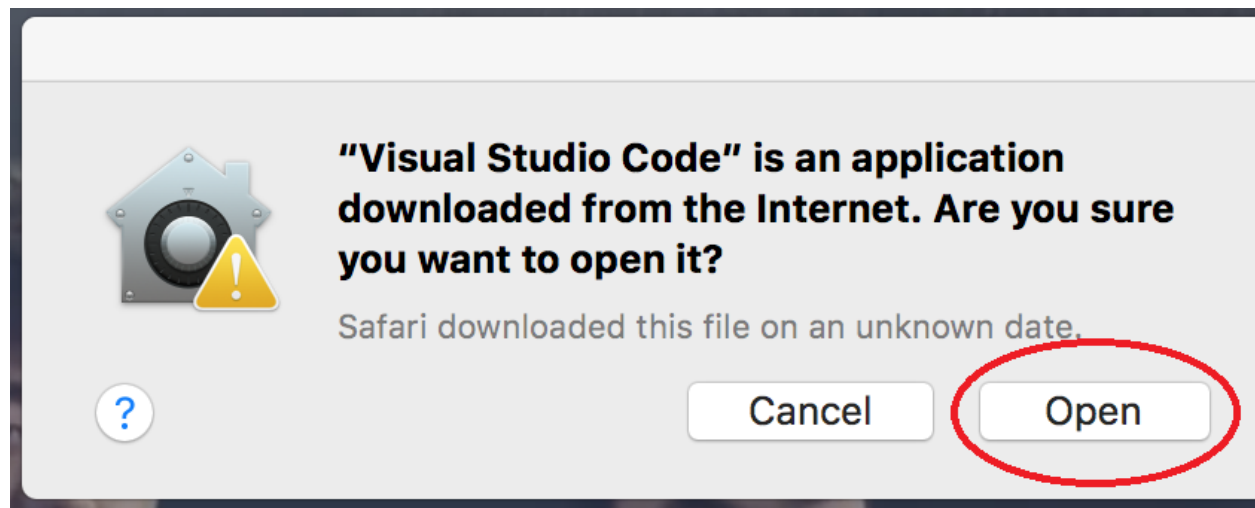 “Visual Studio Code” is an application
downloaded from the Internet. Are you sure
you want to open it?
Safari downloaded this file on an unknown date.
?
Cancel
Open